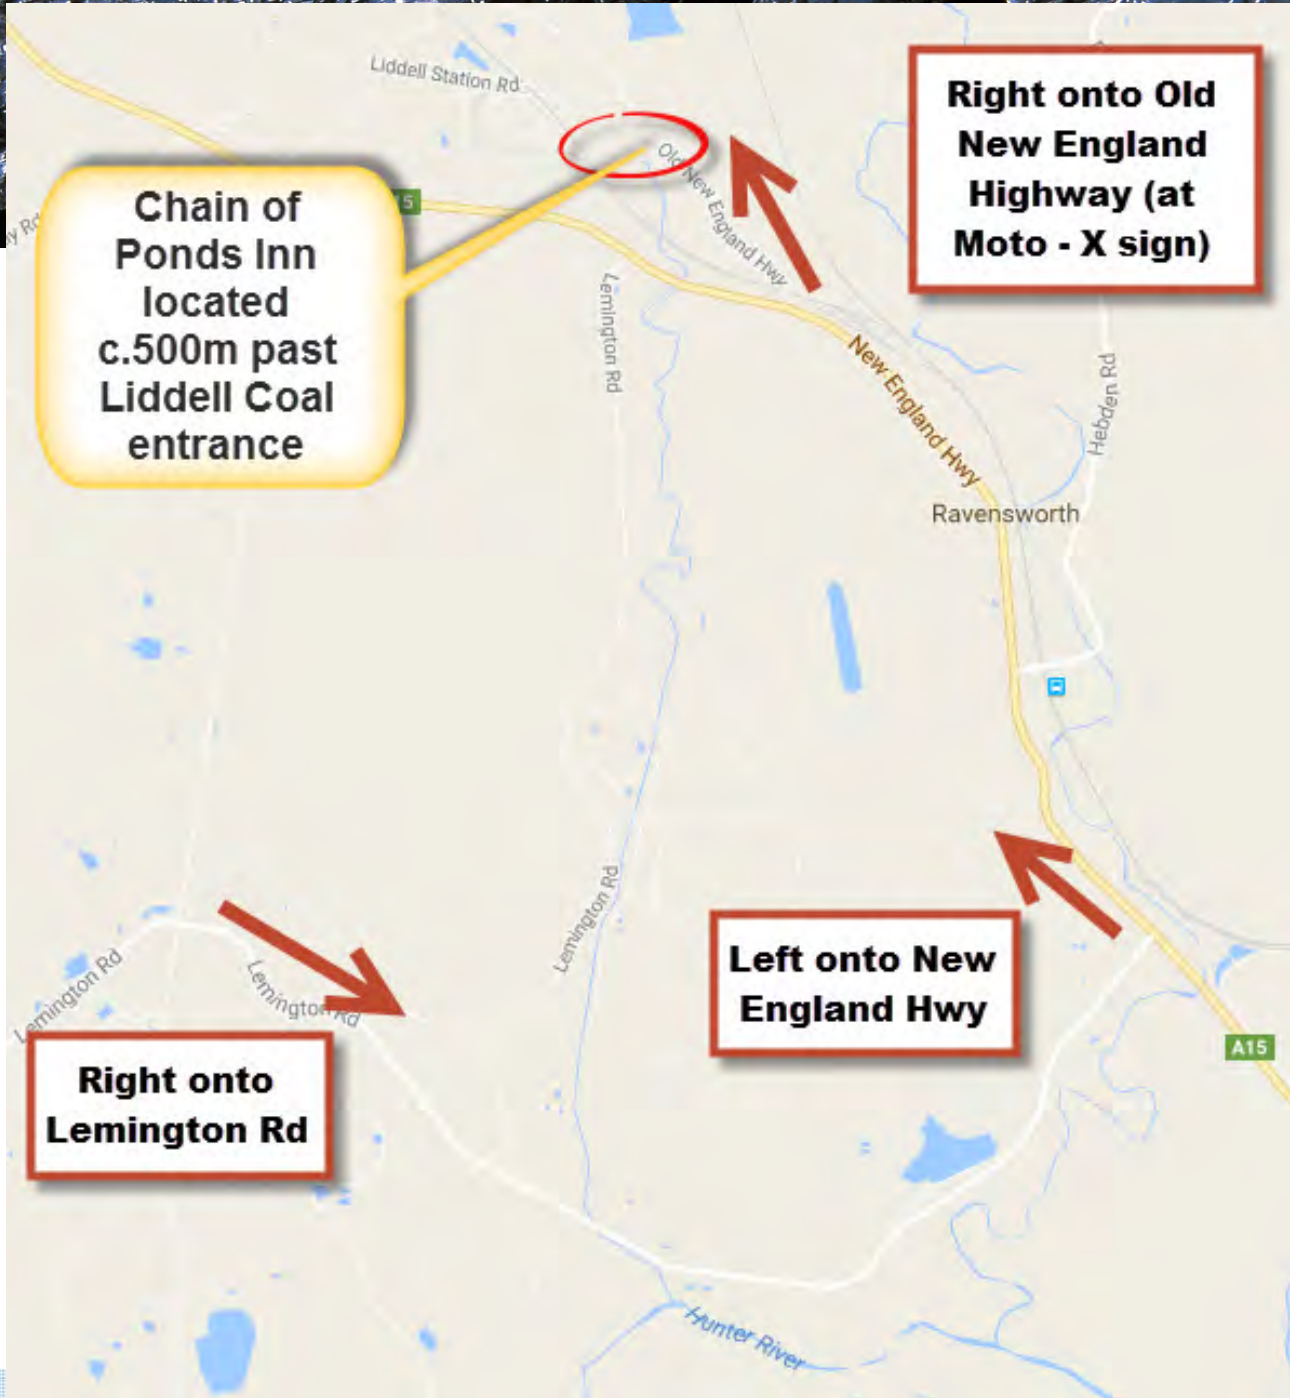 Liddell Station Rd
Right onto Old
New England
Highway (at
Moto - X sign)
Old New England Hwy
Chain of
Ponds Inn
located
c.500m past
Liddell Coal
entrance
y Rd
15
Lemington Rd
New England Hwy
Hebden Rd
Ravensworth
Lemington Rd
Left onto New
England Hwy
Lemington Rd
Lemington Rd
A15
Right onto
Lemington Rd
Hunter River